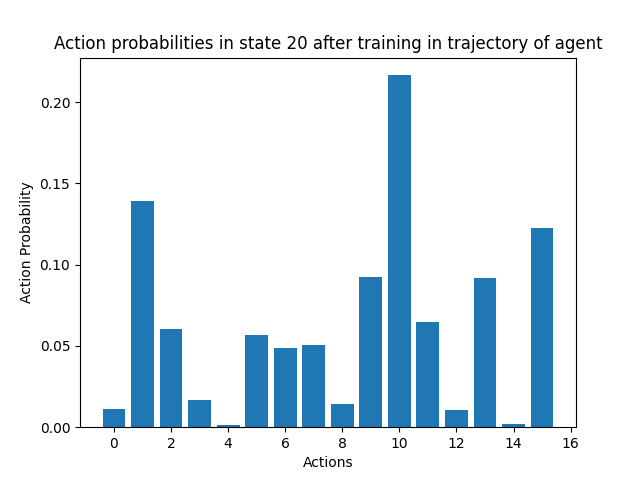 Action probabilities in state 20 after training in trajectory of agent
0.20
0.15
0.10
0.05
0.00
Action Probability
0 2 4 6 8 10 12 14 16
Actions